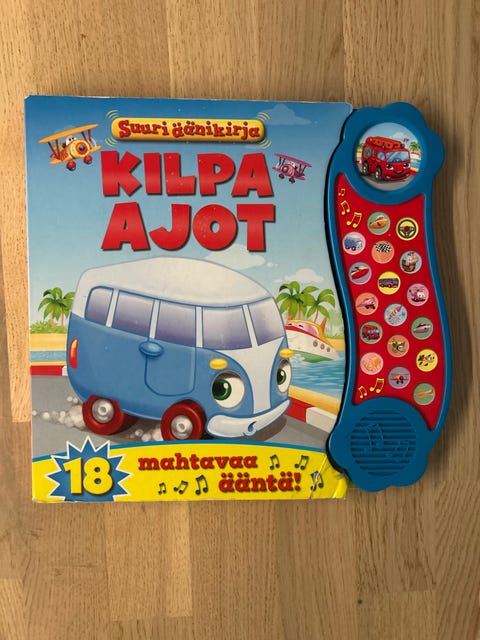 Suuri äänikirja
KILPA
AJOT
18
mahtavaa
ääntä!